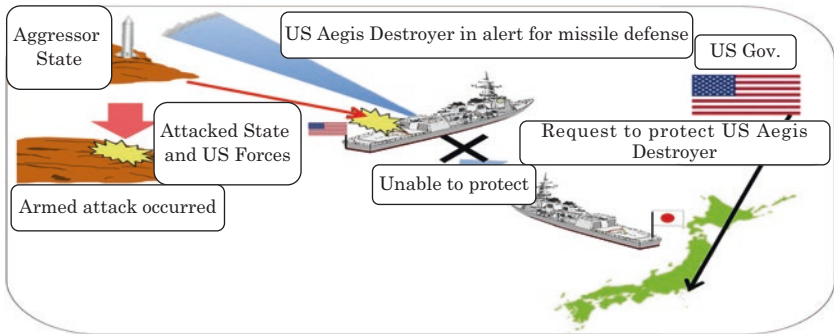 Aggressor
State
US Aegis Destroyer in alert for missile defense
US Gov.
Attacked State
and US Forces
Request to protect US Aegis
Destroyer
Unable to protect
Armed attack occurred